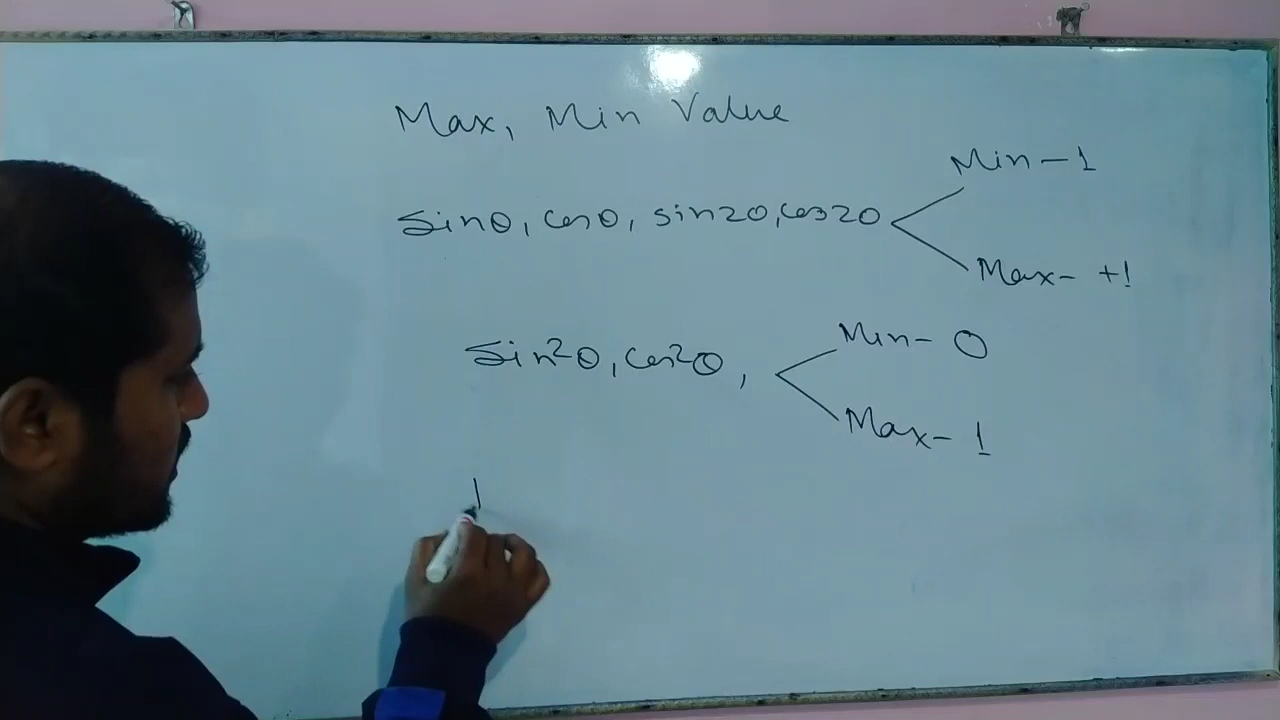 Max, Min Value
Min - 1
Sinθ, Cosθ, sin2θ, cos2θ
Max - +1
Min - 0
Sin²θ, Cos²θ,
Max - 1